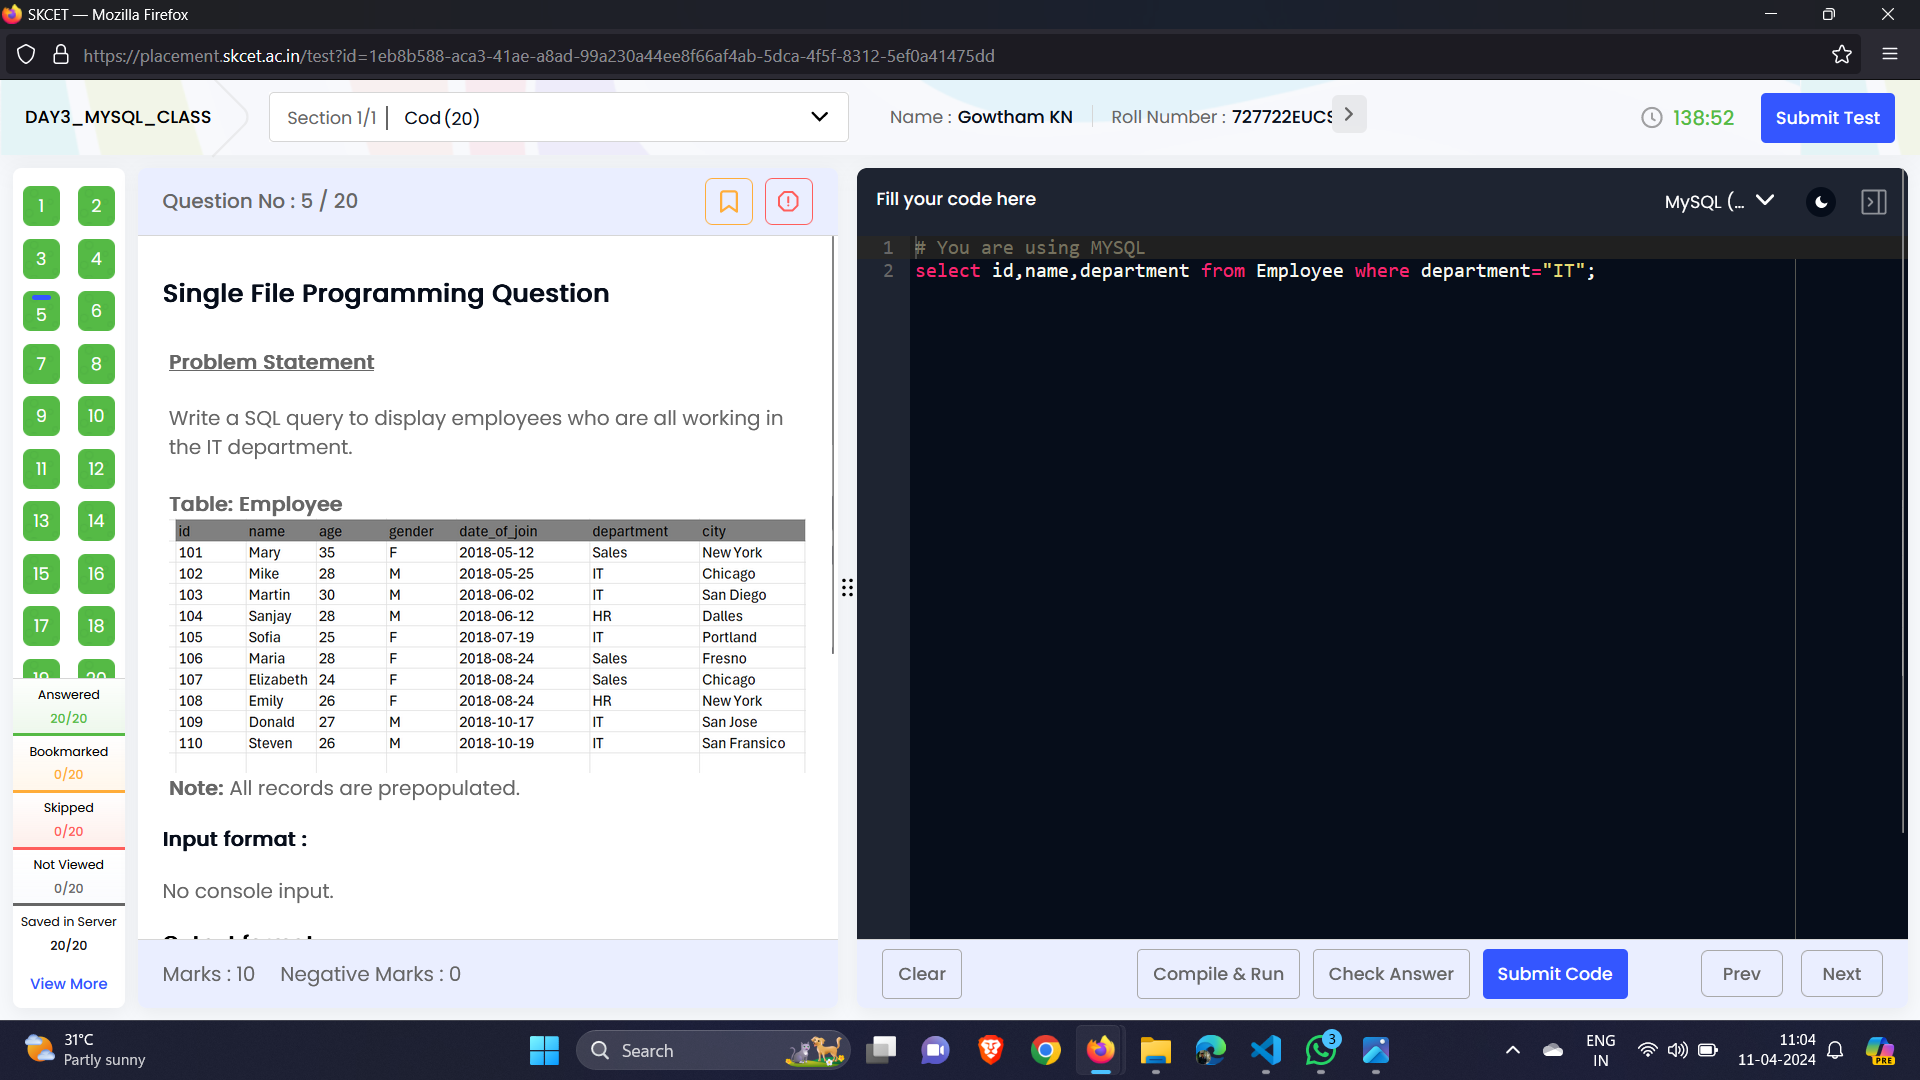 SKCET — Mozilla Firefox
https://placement.skcet.ac.in/test?id=1eb8b588-aca3-41ae-a8ad-99a230a44ee8f66af4ab-5dca-4f5f-8312-5ef0a41475dd
DAY3_MYSQL_CLASS
Section 1/1 | Cod (20)
Name : Gowtham KN
Roll Number : 727722EUCS
138:52
Submit Test
1 2
3 4
5 6
7 8
9 10
11 12
13 14
15 16
17 18
19 20
Answered
20/20
Bookmarked
0/20
Skipped
0/20
Not Viewed
0/20
Saved in Server
20/20
View More
Question No : 5 / 20
Single File Programming Question
Problem Statement
Write a SQL query to display employees who are all working in
the IT department.
Table: Employee
id name age gender date_of_join department city
101 Mary 35 F 2018-05-12 Sales New York
102 Mike 28 M 2018-05-25 IT Chicago
103 Martin 30 M 2018-06-02 IT San Diego
104 Sanjay 28 M 2018-06-12 HR Dalles
105 Sofia 25 F 2018-07-19 IT Portland
106 Maria 28 F 2018-08-24 Sales Fresno
107 Elizabeth 24 F 2018-08-24 Sales Chicago
108 Emily 26 F 2018-08-24 HR New York
109 Donald 27 M 2018-10-17 IT San Jose
110 Steven 26 M 2018-10-19 IT San Fransico
Note: All records are prepopulated.
Input format :
No console input.
Marks : 10 Negative Marks : 0
Fill your code here
MySQL (...
1 # You are using MYSQL
2 select id,name,department from Employee where department="IT";
Clear
Compile & Run
Check Answer
Submit Code
Prev
Next
31°C
Partly sunny
Search
3
ENG
IN
11:04
11-04-2024
PRE